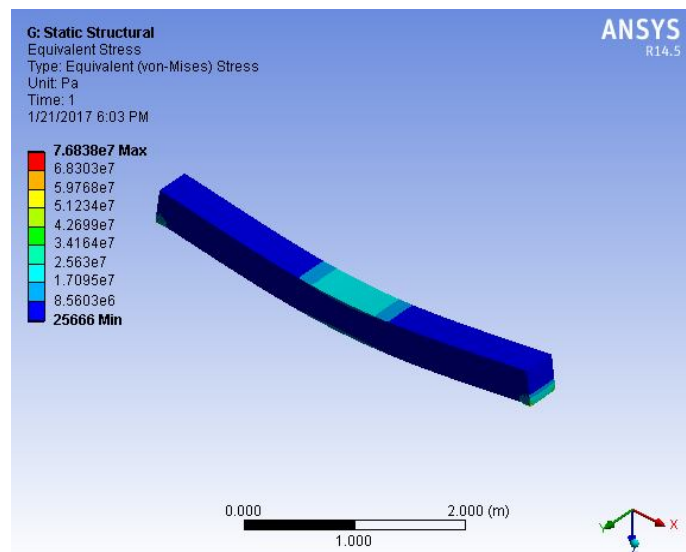 G: Static Structural
Equivalent Stress
Type: Equivalent (von-Mises) Stress
Unit: Pa
Time: 1
1/21/2017 6:03 PM
ANSYS
R14.5
7.6838e7 Max
6.8303e7
5.9768e7
5.1234e7
4.2699e7
3.4164e7
2.563e7
1.7095e7
8.5603e6
25666 Min
0.000
2.000 (m)
1.000
Y
X
Z